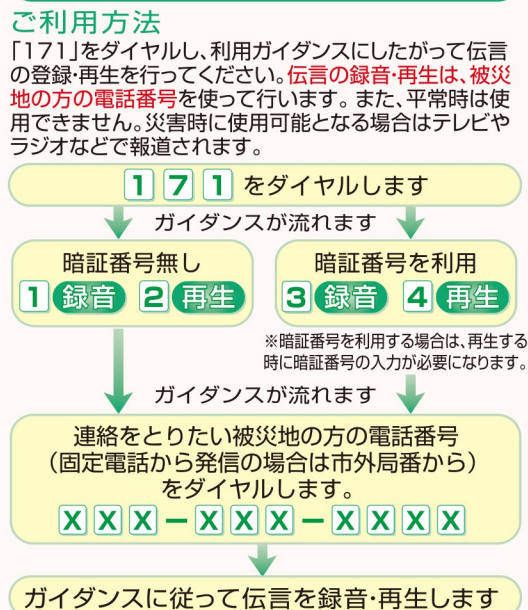 ご利用方法
「171」をダイヤルし、利用ガイダンスにしたがって伝言
の登録・再生を行ってください。伝言の録音・再生は、被災
地の方の電話番号を使って行います。また、平常時は使
用できません。災害時に使用可能となる場合はテレビや
ラジオなどで報道されます。
1 7 1 をダイヤルします
ガイダンスが流れます
暗証番号無し
1 録音 2 再生
暗証番号を利用
3 録音 4 再生
※暗証番号を利用する場合は、再生する
時に暗証番号の入力が必要になります。
ガイダンスが流れます
連絡をとりたい被災地の方の電話番号
(固定電話から発信の場合は市外局番から)
をダイヤルします。
X X X － X X X － X X X X
ガイダンスに従って伝言を録音・再生します